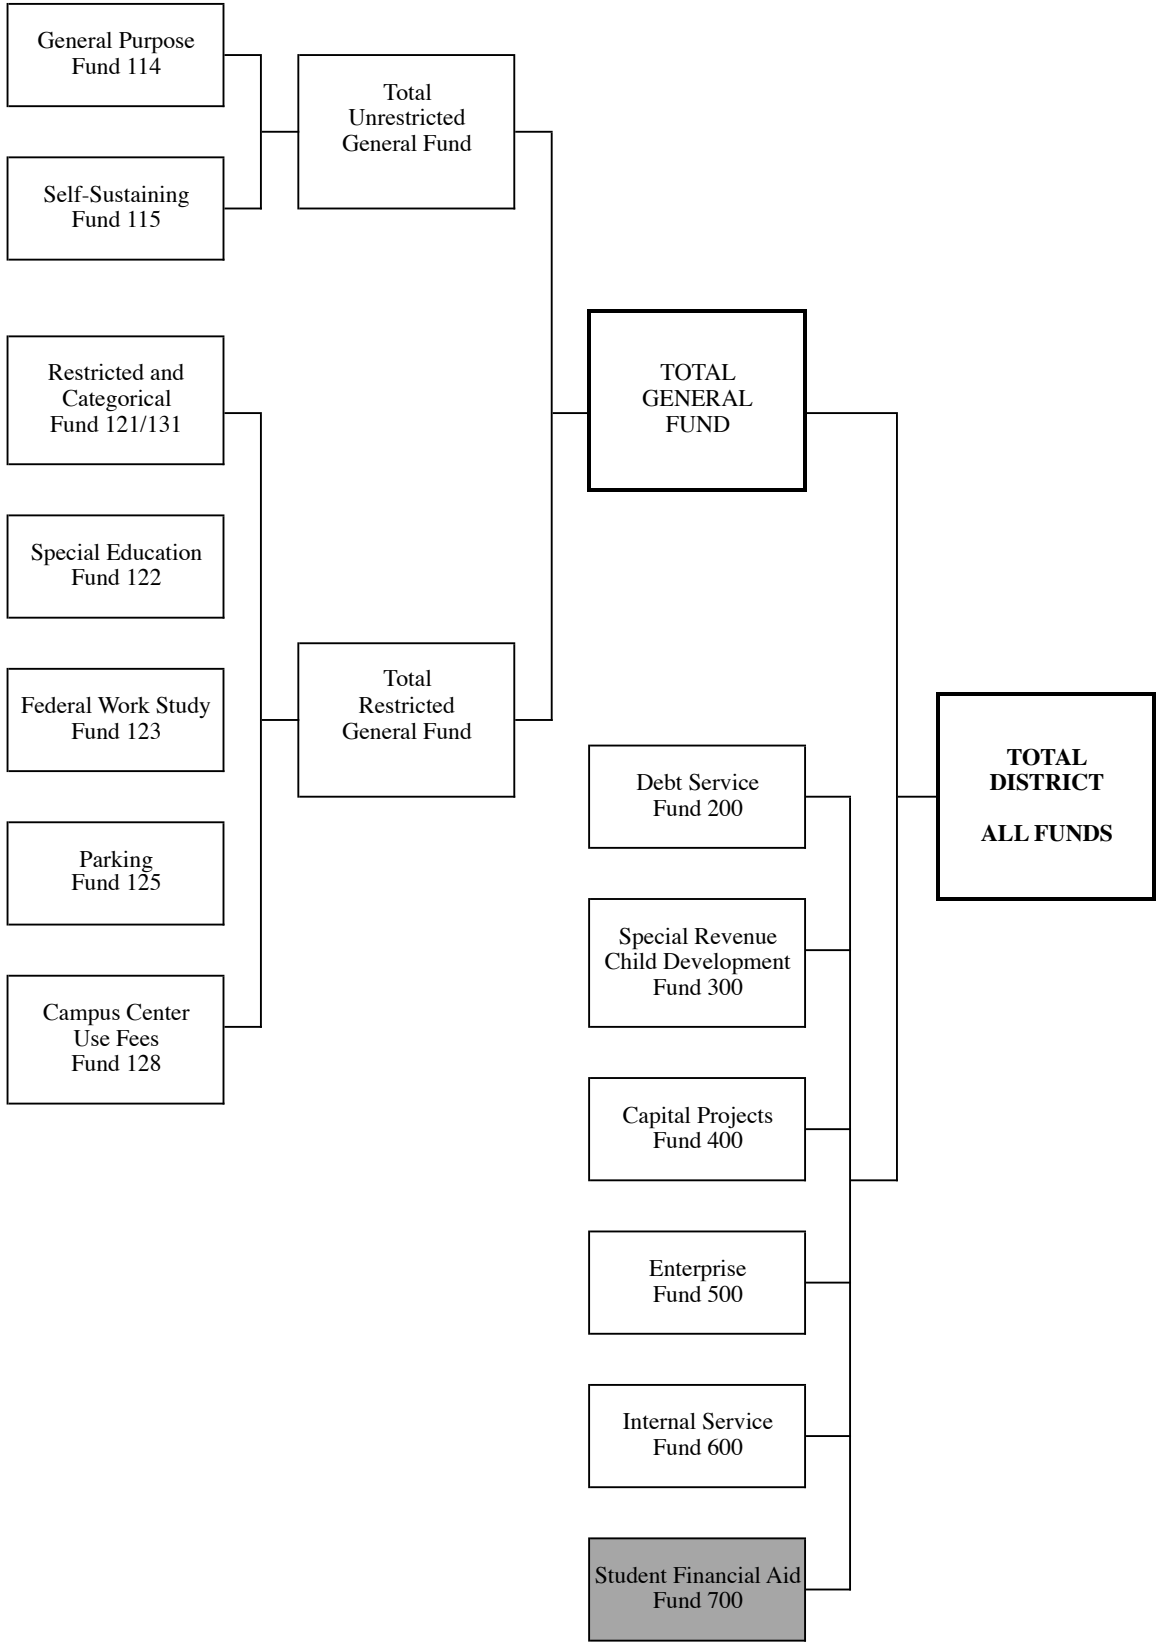 General Purpose
Fund 114
Self-Sustaining
Fund 115
Restricted and
Categorical
Fund 121/131
Special Education
Fund 122
Federal Work Study
Fund 123
Parking
Fund 125
Campus Center
Use Fees
Fund 128
Total
Unrestricted
General Fund
Total
Restricted
General Fund
TOTAL
GENERAL
FUND
Debt Service
Fund 200
Special Revenue
Child Development
Fund 300
Capital Projects
Fund 400
Enterprise
Fund 500
Internal Service
Fund 600
Student Financial Aid
Fund 700
TOTAL
DISTRICT
ALL FUNDS